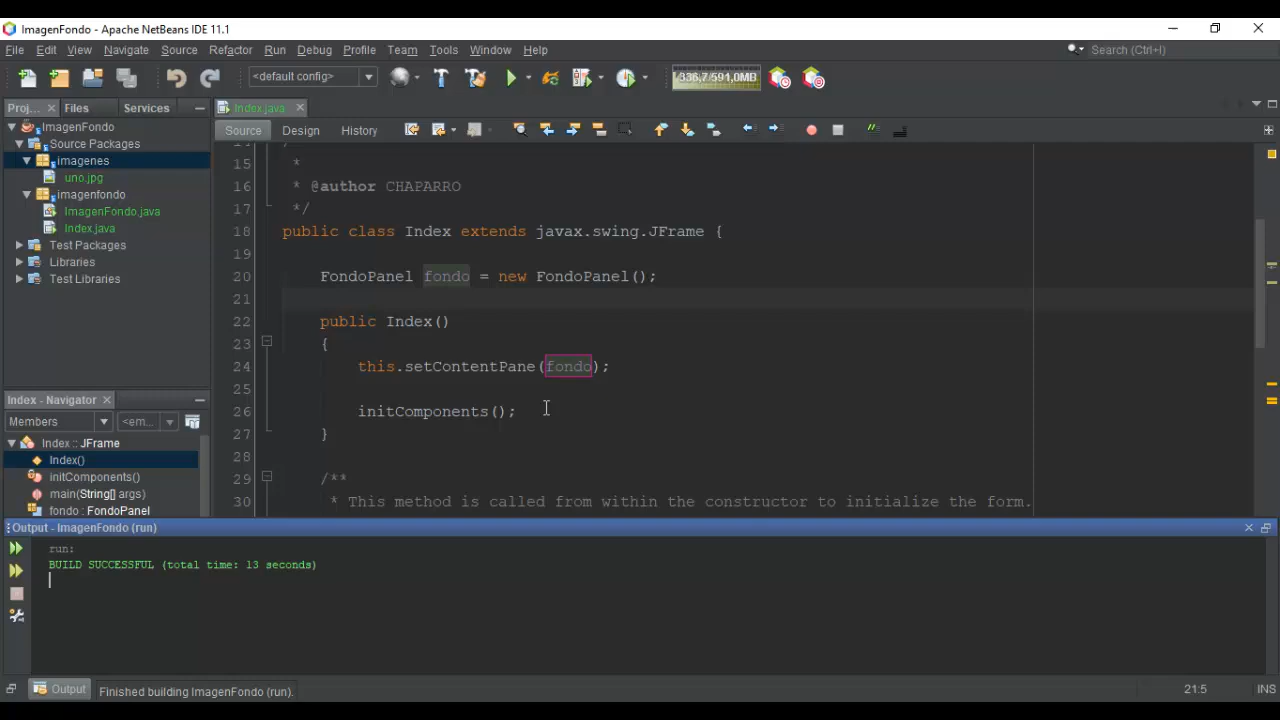 ImagenFondo - Apache NetBeans IDE 11.1
File Edit View Navigate Source Refactor Run Debug Profile Team Tools Window Help
Search (Ctrl+I)
<default config>
336,7/591,0MB
Proj... Files Services
Index.java
Source Design History
ImagenFondo
Source Packages
imagenes
uno.jpg
imagenfondo
ImagenFondo.java
Index.java
Test Packages
Libraries
Test Libraries
15 *
16 * @author CHAPARRO
17 */
18 public class Index extends javax.swing.JFrame {
19
20 FondoPanel fondo = new FondoPanel();
21
22 public Index()
23 {
24 this.setContentPane(fondo);
25
26 initComponents();
27 }
28
29 /**
30 * This method is called from within the constructor to initialize the form.
Index - Navigator
Members <em...
Index :: JFrame
Index()
initComponents()
main(String[] args)
fondo : FondoPanel
Output - ImagenFondo (run)
run:
BUILD SUCCESSFUL (total time: 13 seconds)
Output
Finished building ImagenFondo (run).
21:5 INS